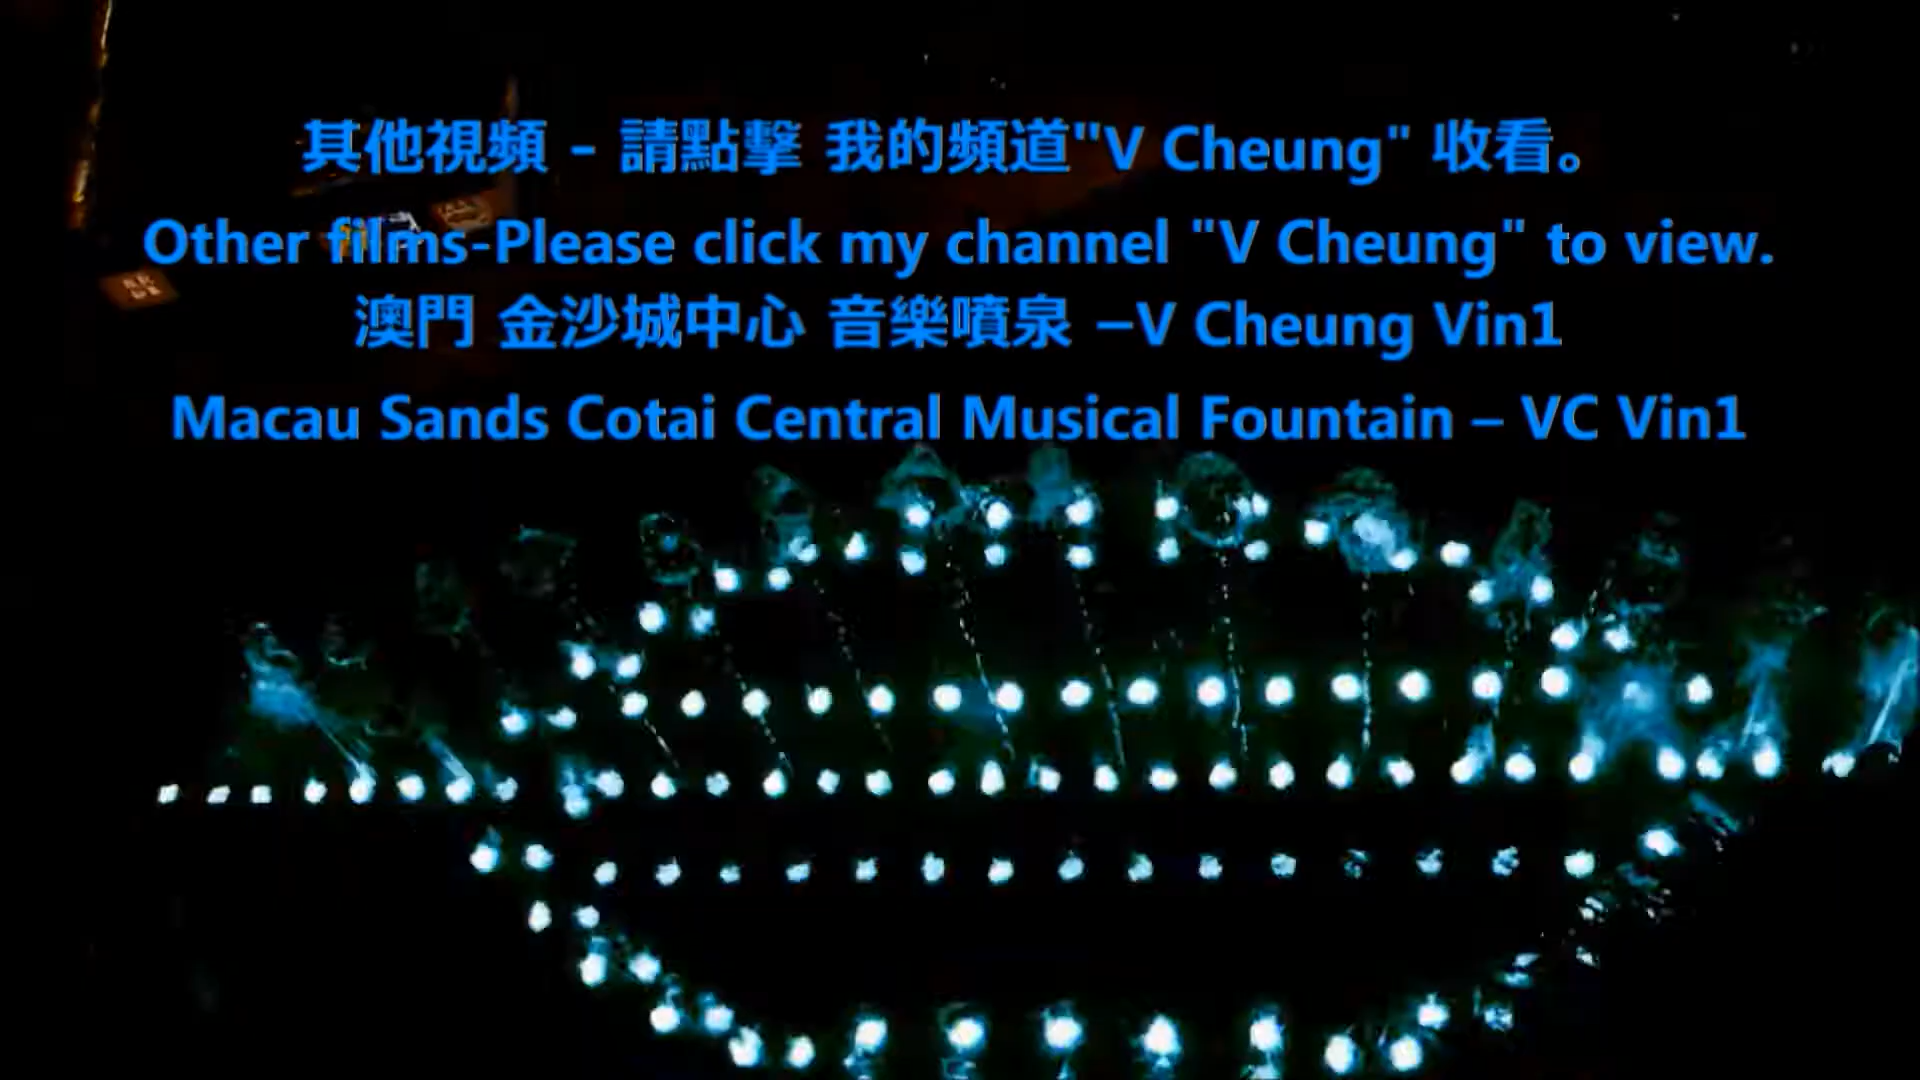 其他視頻 - 請點擊 我的頻道"V Cheung" 收看。
Other films-Please click my channel "V Cheung" to view.
澳門 金沙城中心 音樂噴泉 –V Cheung Vin1
Macau Sands Cotai Central Musical Fountain – VC Vin1